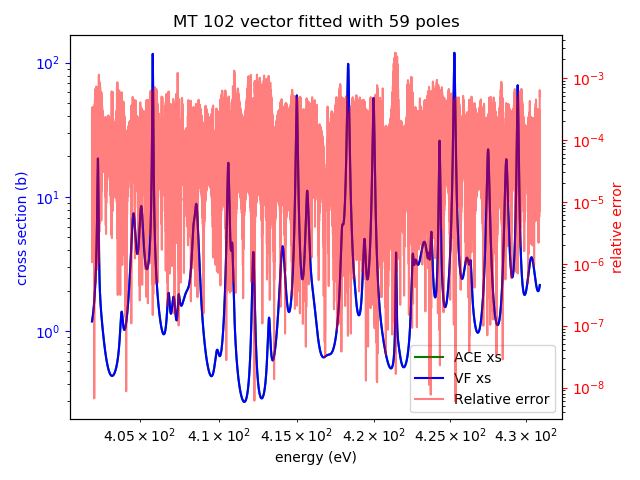 MT 102 vector fitted with 59 poles
cross section (b)
10²
10¹
10⁰
10⁻³
10⁻⁴
10⁻⁵
10⁻⁶
10⁻⁷
10⁻⁸
relative error
ACE xs
VF xs
Relative error
4.05 × 10² 4.1 × 10² 4.15 × 10² 4.2 × 10² 4.25 × 10² 4.3 × 10²
energy (eV)